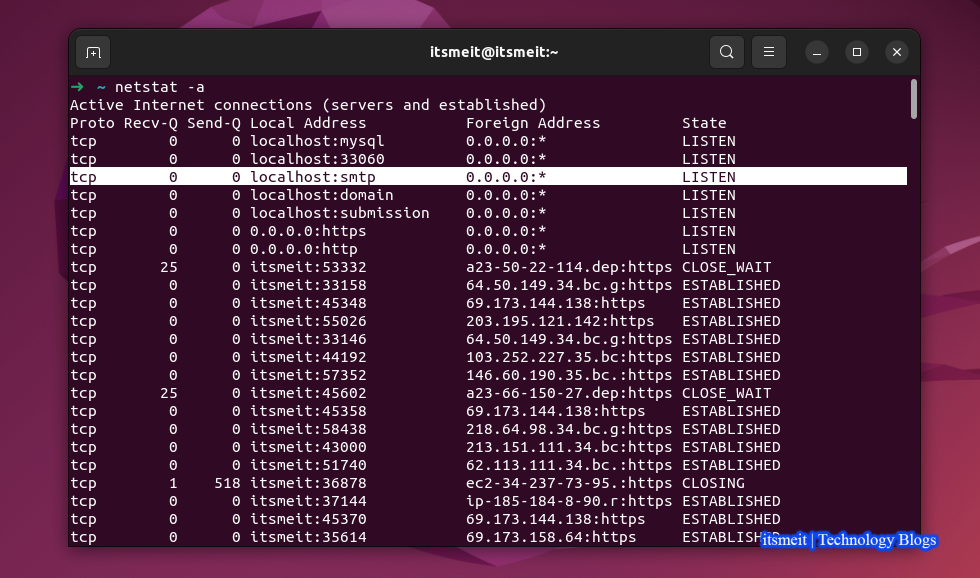 itsmeit@itsmeit:~
➜ ~ netstat -a
Active Internet connections (servers and established)
Proto Recv-Q Send-Q Local Address           Foreign Address         State
tcp        0      0 localhost:mysql         0.0.0.0:*               LISTEN
tcp        0      0 localhost:33060         0.0.0.0:*               LISTEN
tcp        0      0 localhost:smtp          0.0.0.0:*               LISTEN
tcp        0      0 localhost:domain        0.0.0.0:*               LISTEN
tcp        0      0 localhost:submission    0.0.0.0:*               LISTEN
tcp        0      0 0.0.0.0:https           0.0.0.0:*               LISTEN
tcp        0      0 0.0.0.0:http            0.0.0.0:*               LISTEN
tcp       25      0 itsmeit:53332           a23-50-22-114.dep:https CLOSE_WAIT
tcp        0      0 itsmeit:33158           64.50.149.34.bc.g:https ESTABLISHED
tcp        0      0 itsmeit:45348           69.173.144.138:https    ESTABLISHED
tcp        0      0 itsmeit:55026           203.195.121.142:https   ESTABLISHED
tcp        0      0 itsmeit:33146           64.50.149.34.bc.g:https ESTABLISHED
tcp        0      0 itsmeit:44192           103.252.227.35.bc:https ESTABLISHED
tcp        0      0 itsmeit:57352           146.60.190.35.bc.:https ESTABLISHED
tcp       25      0 itsmeit:45602           a23-66-150-27.dep:https CLOSE_WAIT
tcp        0      0 itsmeit:45358           69.173.144.138:https    ESTABLISHED
tcp        0      0 itsmeit:58438           218.64.98.34.bc.g:https ESTABLISHED
tcp        0      0 itsmeit:43000           213.151.111.34.bc:https ESTABLISHED
tcp        0      0 itsmeit:51740           62.113.111.34.bc.:https ESTABLISHED
tcp        1    518 itsmeit:36878           ec2-34-237-73-95.:https CLOSING
tcp        0      0 itsmeit:37144           ip-185-184-8-90.r:https ESTABLISHED
tcp        0      0 itsmeit:45370           69.173.144.138:https    ESTABLISHED
tcp        0      0 itsmeit:35614           69.173.158.64:https     ESTABLISHED
itsmeit | Technology Blogs